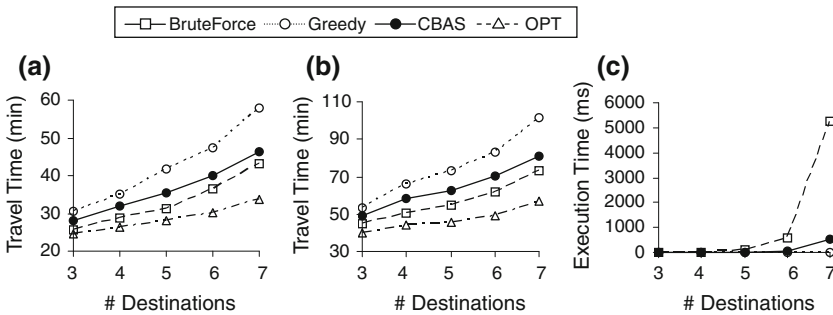 BruteForce Greedy CBAS OPT
(a)
Travel Time (min)
60
50
40
30
20
3 4 5 6 7
# Destinations
(b)
Travel Time (min)
110
90
70
50
30
3 4 5 6 7
# Destinations
(c)
Execution Time (ms)
6000
5000
4000
3000
2000
1000
0
3 4 5 6 7
# Destinations